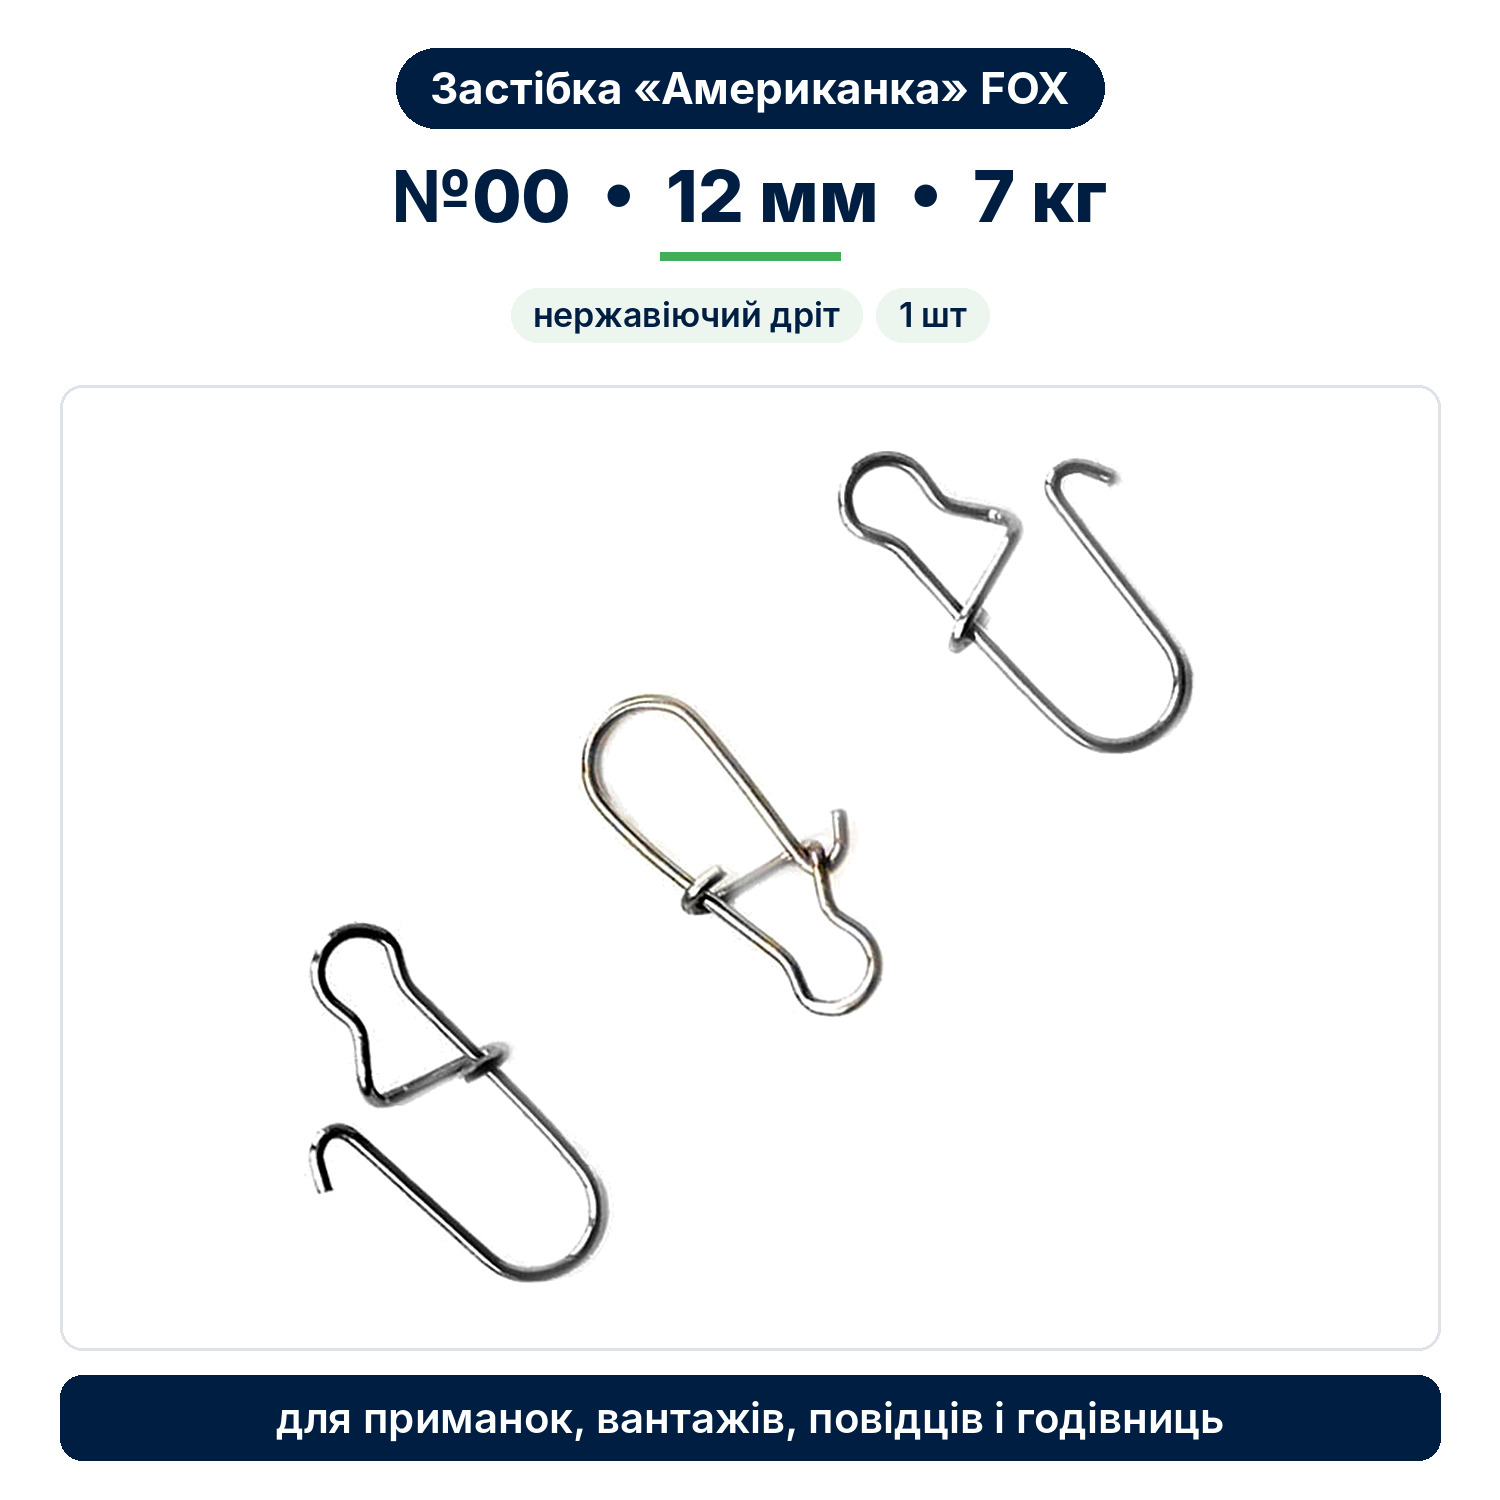 Застібка «Американка» FOX
№00 • 12 мм • 7 кг
нержавіючий дріт 1 шт
для приманок, вантажів, повідців і годівниць